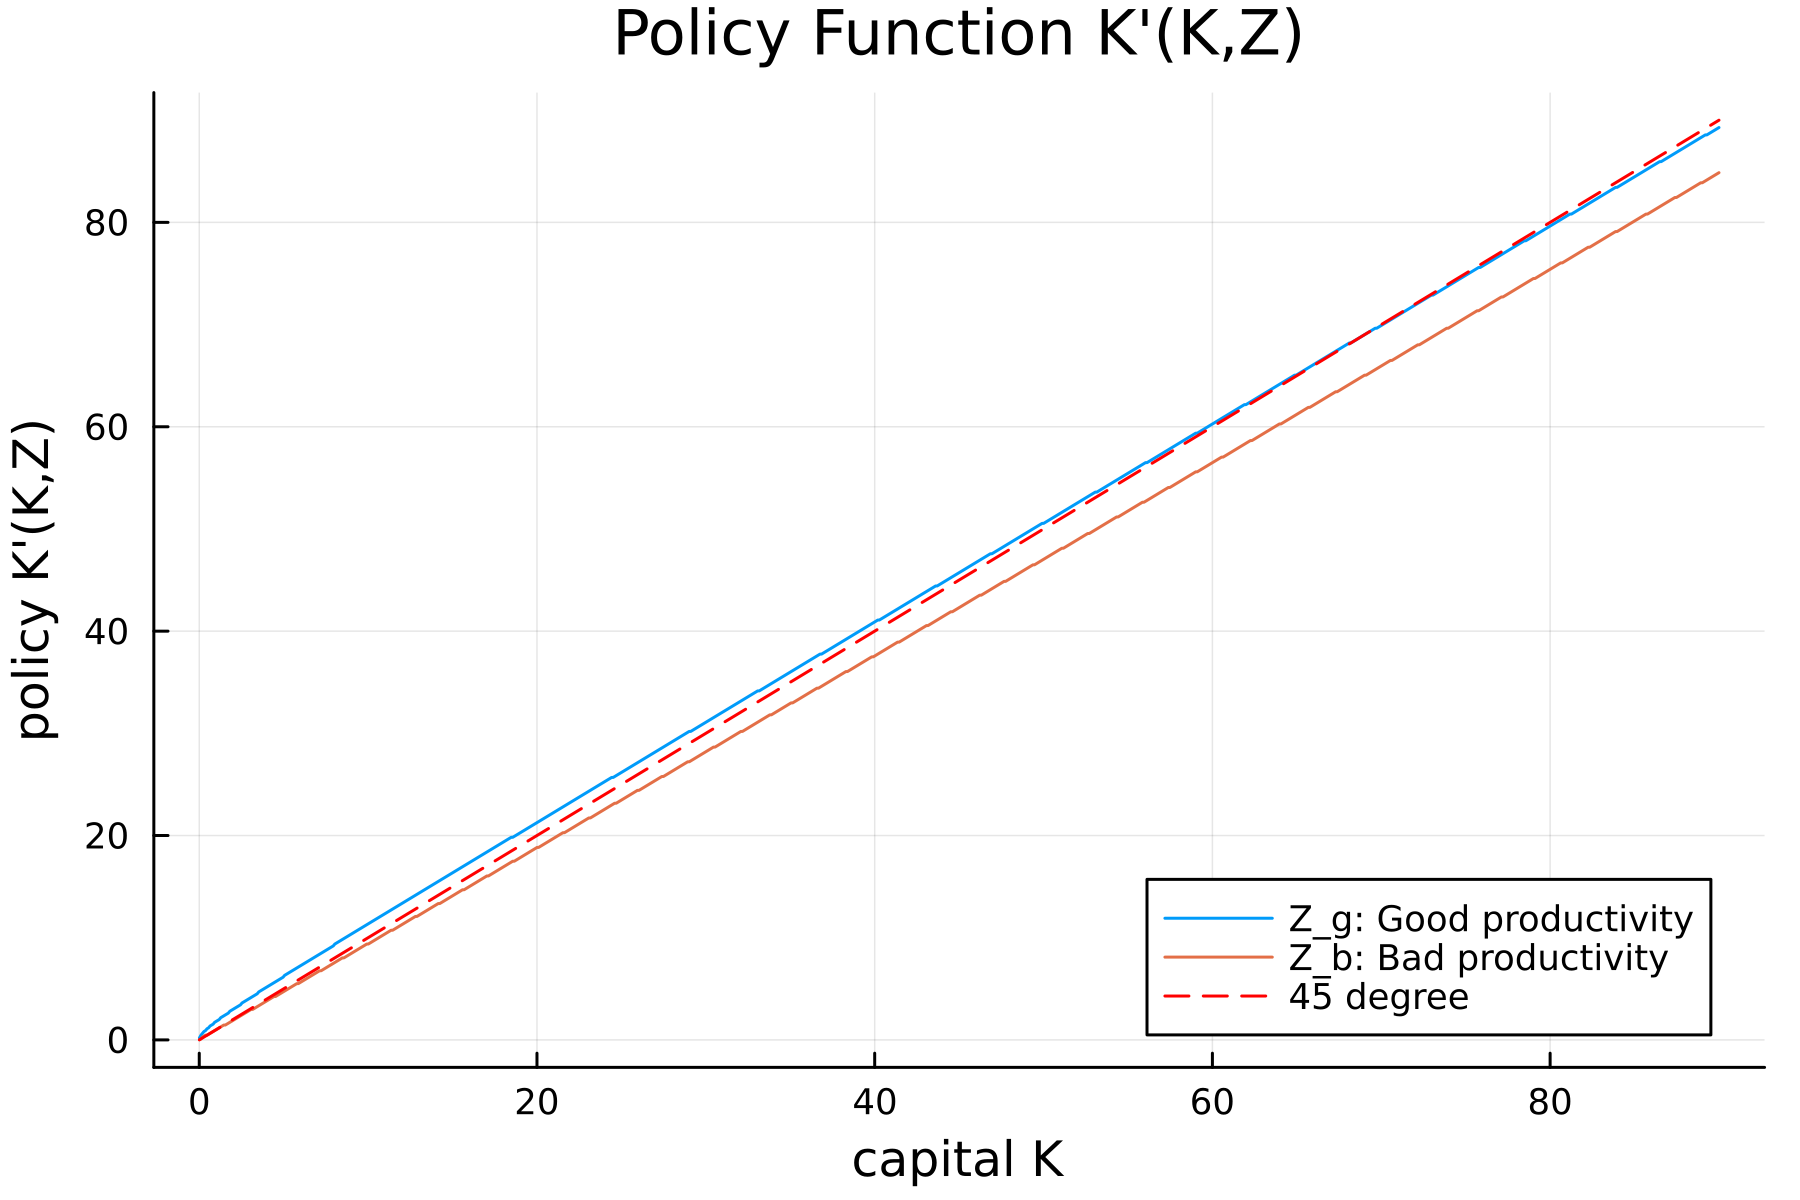 Policy Function K'(K,Z)
policy K'(K,Z)
80
60
40
20
0
Z_g: Good productivity
Z_b: Bad productivity
45 degree
0 20 40 60 80
capital K